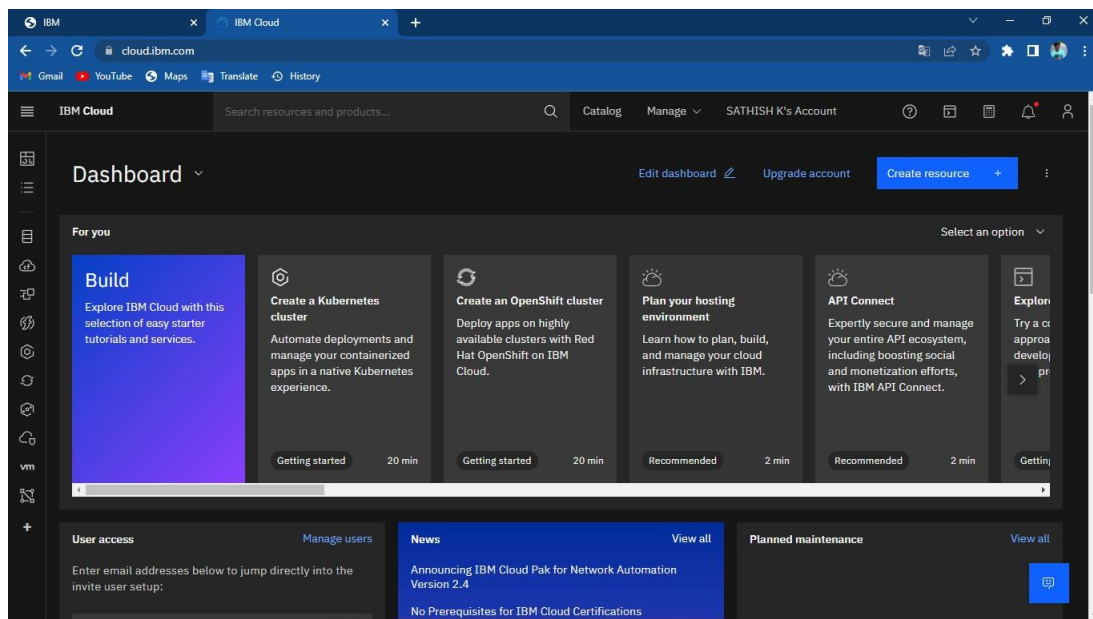 IBM
IBM Cloud
cloud.ibm.com
Gmail YouTube Maps Translate History
IBM Cloud
Search resources and products...
Catalog
Manage
SATHISH K's Account
Dashboard
Edit dashboard
Upgrade account
Create resource +
For you
Select an option
Build
Explore IBM Cloud with this
selection of easy starter
tutorials and services.
Create a Kubernetes
cluster
Automate deployments and
manage your containerized
apps in a native Kubernetes
experience.
Getting started 20 min
Create an OpenShift cluster
Deploy apps on highly
available clusters with Red
Hat OpenShift on IBM
Cloud.
Getting started 20 min
Plan your hosting
environment
Learn how to plan, build,
and manage your cloud
infrastructure with IBM.
Recommended 2 min
API Connect
Expertly secure and manage
your entire API ecosystem,
including boosting social
and monetization efforts,
with IBM API Connect.
Recommended 2 min
vm
User access
Manage users
Enter email addresses below to jump directly into the
invite user setup:
News
View all
Announcing IBM Cloud Pak for Network Automation
Version 2.4
No Prerequisites for IBM Cloud Certifications
Planned maintenance
View all